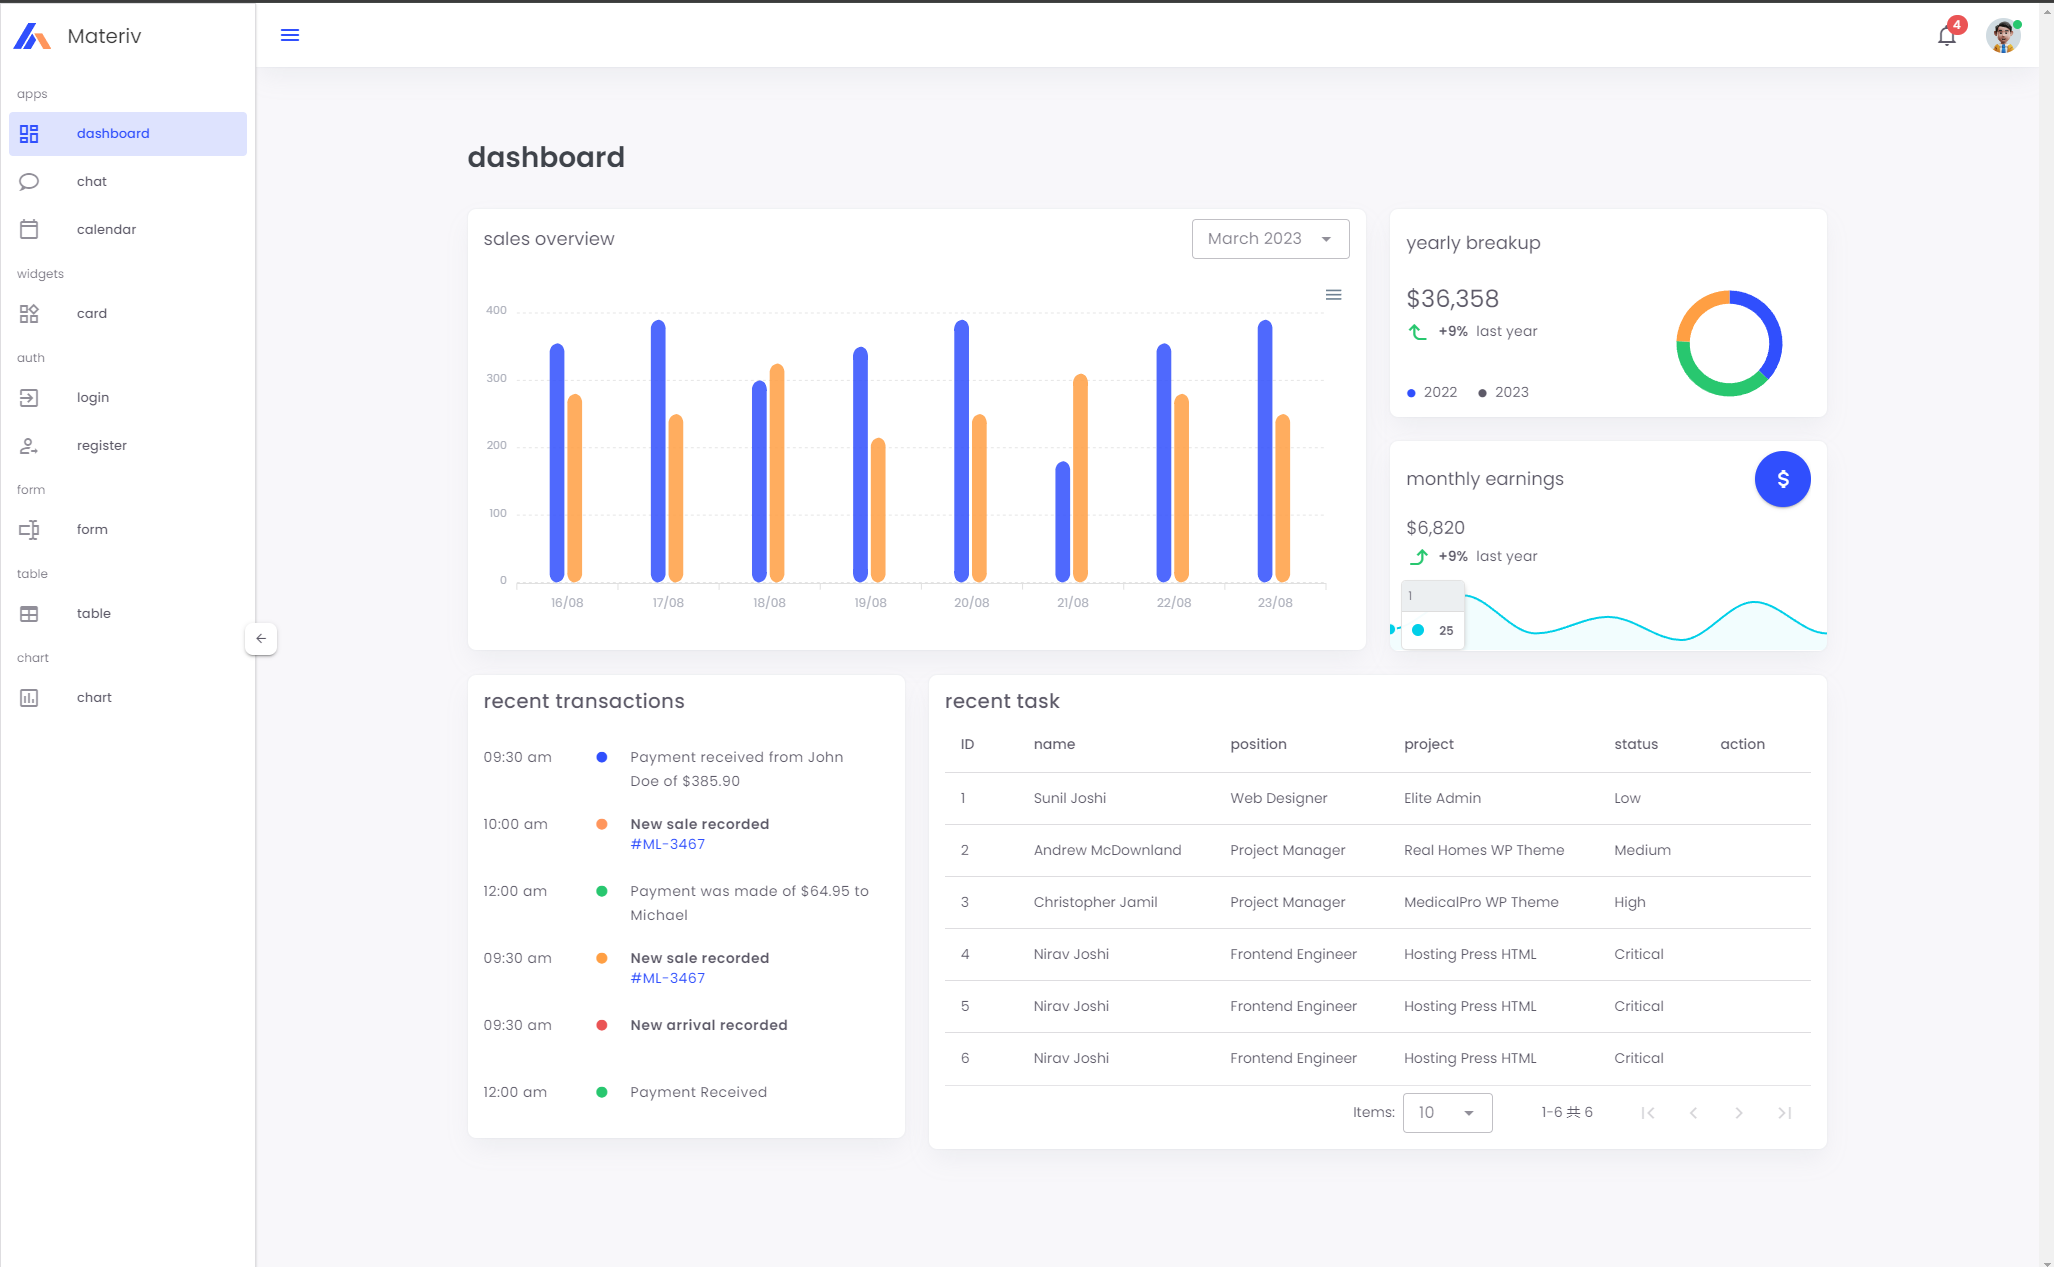 Materiv
4
apps
dashboard
chat
calendar
widgets
card
auth
login
register
form
form
table
table
chart
chart
dashboard
sales overview
March 2023
400
300
200
100
0
16/08 17/08 18/08 19/08 20/08 21/08 22/08 23/08
yearly breakup
$36,358
+9% last year
2022 2023
monthly earnings
$
$6,820
+9% last year
1
25
recent transactions
09:30 am Payment received from John
Doe of $385.90
10:00 am New sale recorded
#ML-3467
12:00 am Payment was made of $64.95 to
Michael
09:30 am New sale recorded
#ML-3467
09:30 am New arrival recorded
12:00 am Payment Received
recent task
ID name position project status action
1 Sunil Joshi Web Designer Elite Admin Low
2 Andrew McDownland Project Manager Real Homes WP Theme Medium
3 Christopher Jamil Project Manager MedicalPro WP Theme High
4 Nirav Joshi Frontend Engineer Hosting Press HTML Critical
5 Nirav Joshi Frontend Engineer Hosting Press HTML Critical
6 Nirav Joshi Frontend Engineer Hosting Press HTML Critical
Items: 10 1-6 共 6